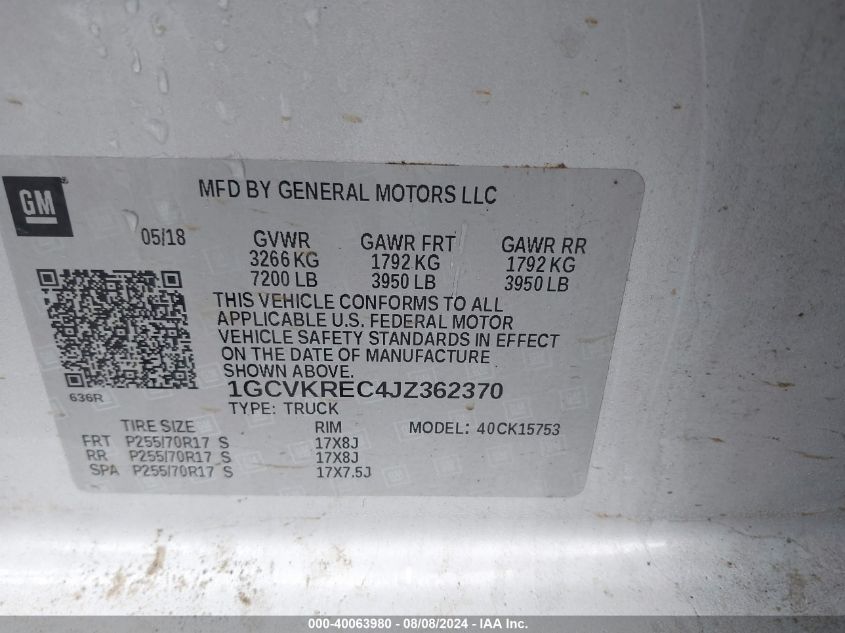 GM
MFD BY GENERAL MOTORS LLC
05/18 GVWR GAWR FRT GAWR RR
3266 KG 1792 KG 1792 KG
7200 LB 3950 LB 3950 LB
THIS VEHICLE CONFORMS TO ALL
APPLICABLE U.S. FEDERAL MOTOR
VEHICLE SAFETY STANDARDS IN EFFECT
ON THE DATE OF MANUFACTURE
SHOWN ABOVE.
636R
1GCVKREC4JZ362370
TYPE: TRUCK
TIRE SIZE RIM MODEL: 40CK15753
FRT P255/70R17 S 17X8J
RR P255/70R17 S 17X8J
SPA P255/70R17 S 17X7.5J
000-40063980 - 08/08/2024 - IAA Inc.